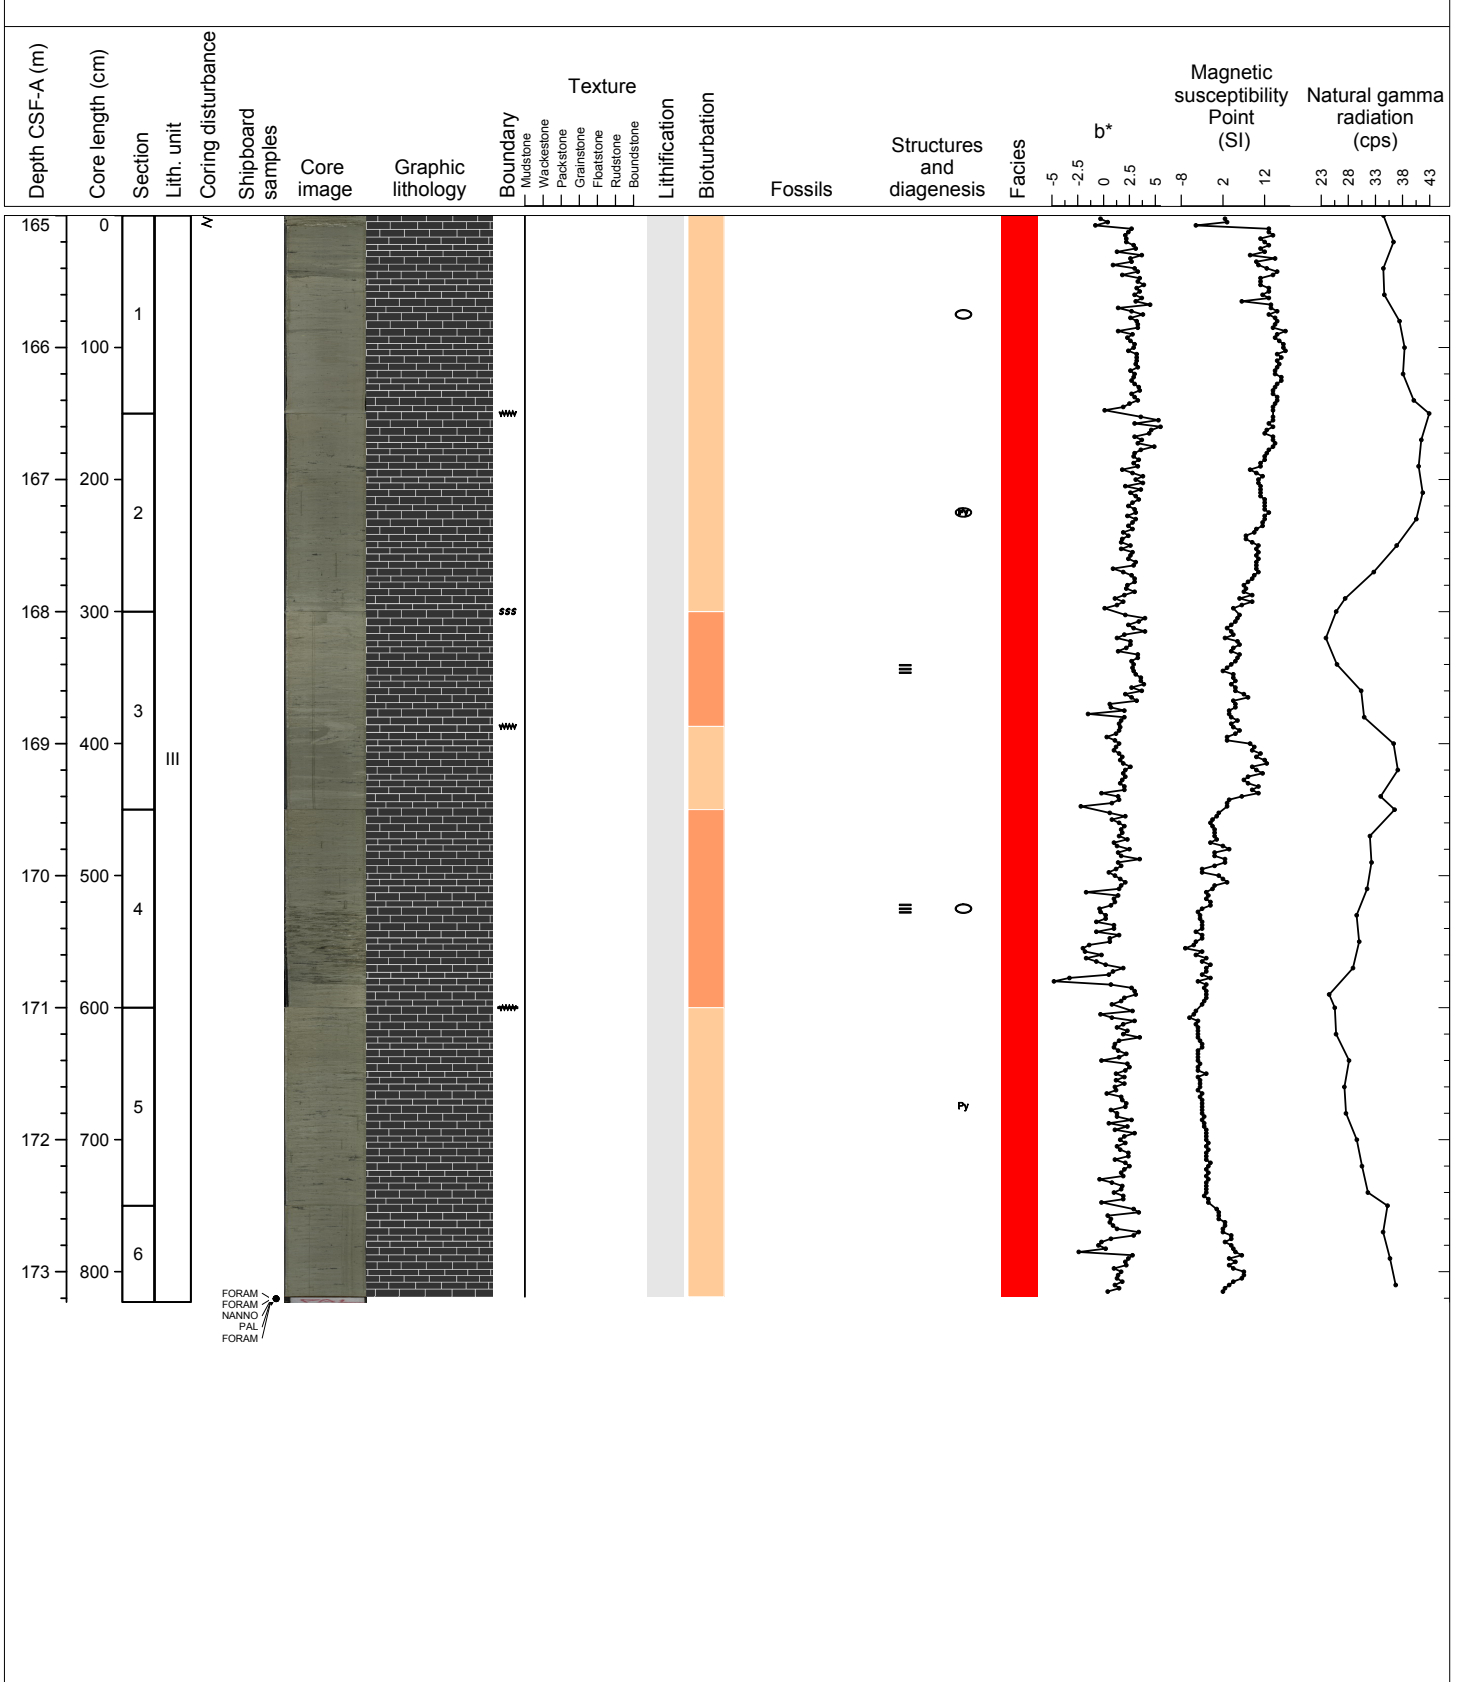 Depth CSF-A (m)
Core length (cm)
Section
Lith. unit
Coring disturbance
Shipboard
samples
Core
image
Graphic
lithology
Boundary
Texture
Mudstone
Wackestone
Packstone
Grainstone
Floatstone
Rudstone
Boundstone
Lithification
Bioturbation
Fossils
Structures
and
diagenesis
Facies
b*
-5 -2.5 0 2.5 5
Magnetic
susceptibility
Point
(SI)
-8 2 12
Natural gamma
radiation
(cps)
23 28 33 38 43
165 0
1
166 100
167 200
2
Py
168 300
sss
3
169 400
III
170 500
4
171 600
5
Py
172 700
6
173 800
FORAM
FORAM
NANNO
PAL
FORAM